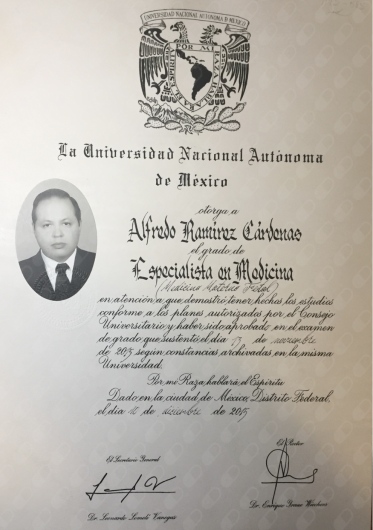 UNIVERSIDAD NACIONAL AUTONOMA DE MEXICO
POR MI RAZA HABLARA EL ESPIRITU
La Universidad Nacional Autónoma
de México
otorga a
Alfredo Ramírez Cárdenas
el grado de
Especialista en Medicina
(Medicina Materno Fetal)
en atención a que demostró tener hechos los estudios
conforme a los planes autorizados por el Consejo
Universitario y haber sido aprobado en el examen
de grado que sustentó el día de noviembre
de 2015 según constancias archivadas en la misma
Universidad.
Por mi Raza hablará el Espíritu
Dado en la ciudad de México, Distrito Federal,
el día de diciembre de 2015
El Secretario General
El Rector
Dr. Leonardo Lomelí Vanegas
Dr. Enrique Graue Wiechers